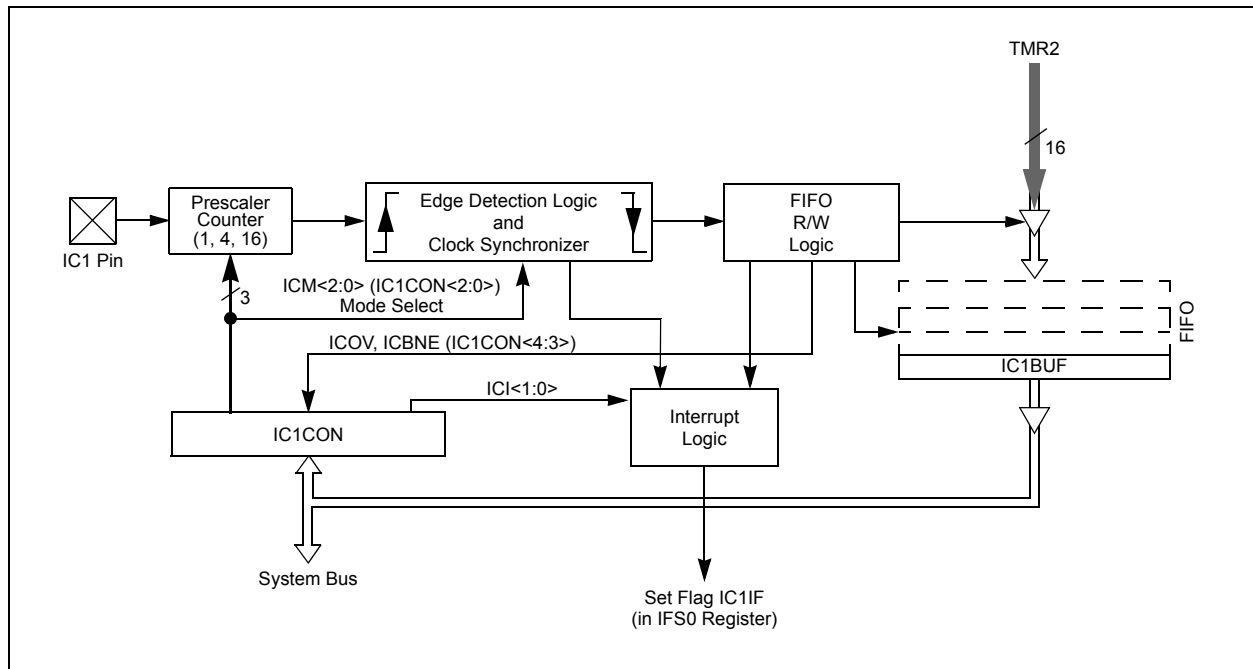 TMR2
16
Prescaler
Counter
(1, 4, 16)
Edge Detection Logic
and
Clock Synchronizer
FIFO
R/W
Logic
IC1 Pin
3
ICM<2:0> (IC1CON<2:0>)
Mode Select
FIFO
ICOV, ICBNE (IC1CON<4:3>)
IC1BUF
ICI<1:0>
IC1CON
Interrupt
Logic
System Bus
Set Flag IC1IF
(in IFS0 Register)